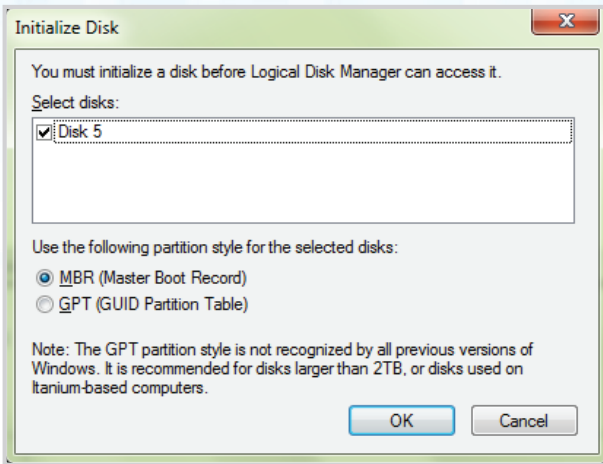 Initialize Disk
You must initialize a disk before Logical Disk Manager can access it.
Select disks:
Disk 5
Use the following partition style for the selected disks:
MBR (Master Boot Record)
GPT (GUID Partition Table)
Note: The GPT partition style is not recognized by all previous versions of
Windows. It is recommended for disks larger than 2TB, or disks used on
Itanium-based computers.
OK Cancel